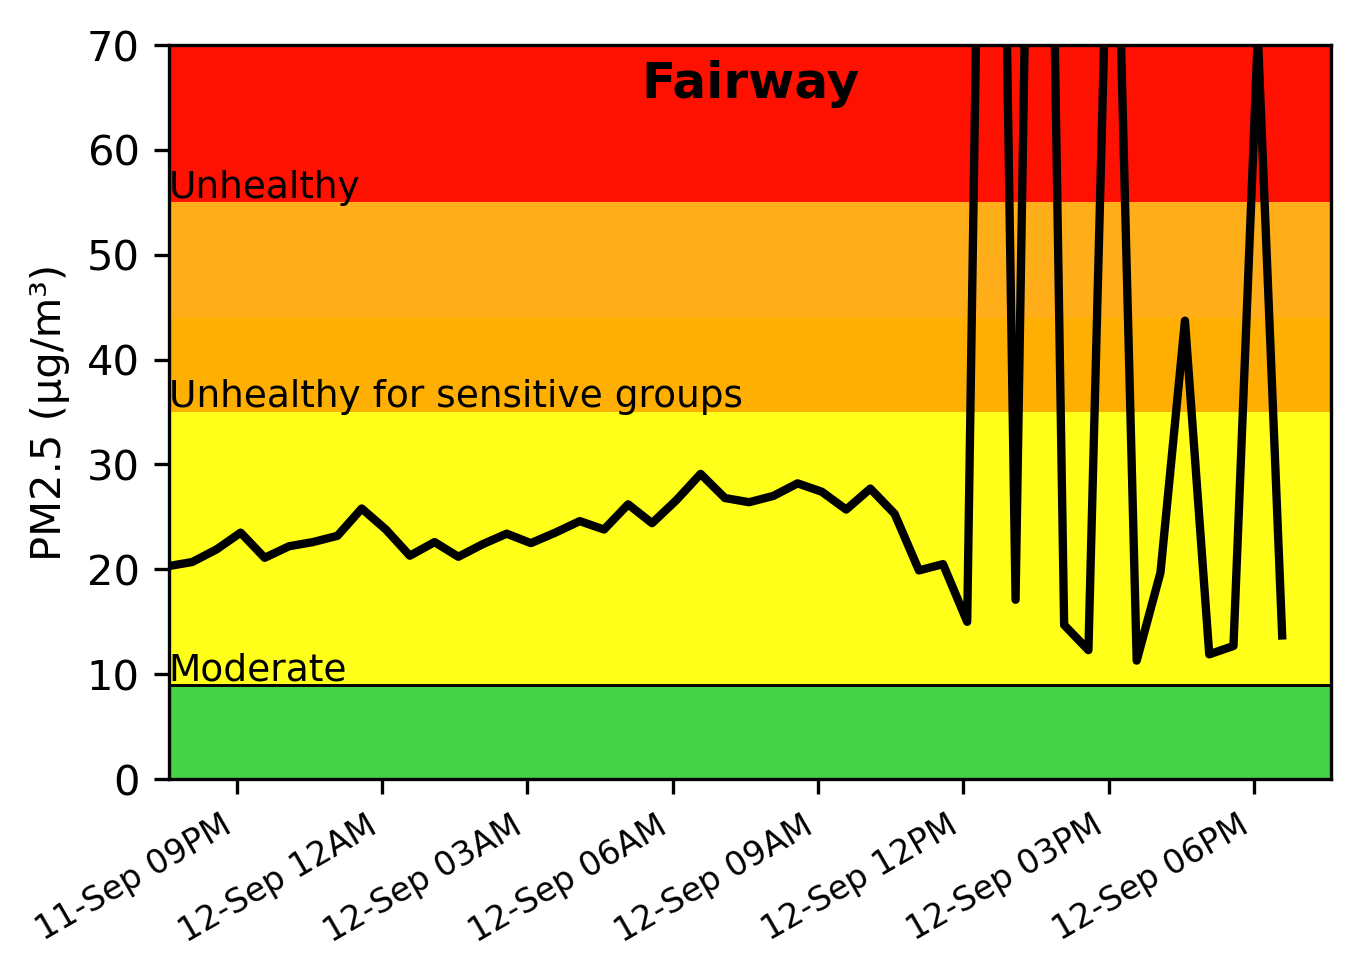 Fairway
PM2.5 (µg/m³)
70
60
50
40
30
20
10
0
Unhealthy
Unhealthy for sensitive groups
Moderate
11-Sep 09PM
12-Sep 12AM
12-Sep 03AM
12-Sep 06AM
12-Sep 09AM
12-Sep 12PM
12-Sep 03PM
12-Sep 06PM